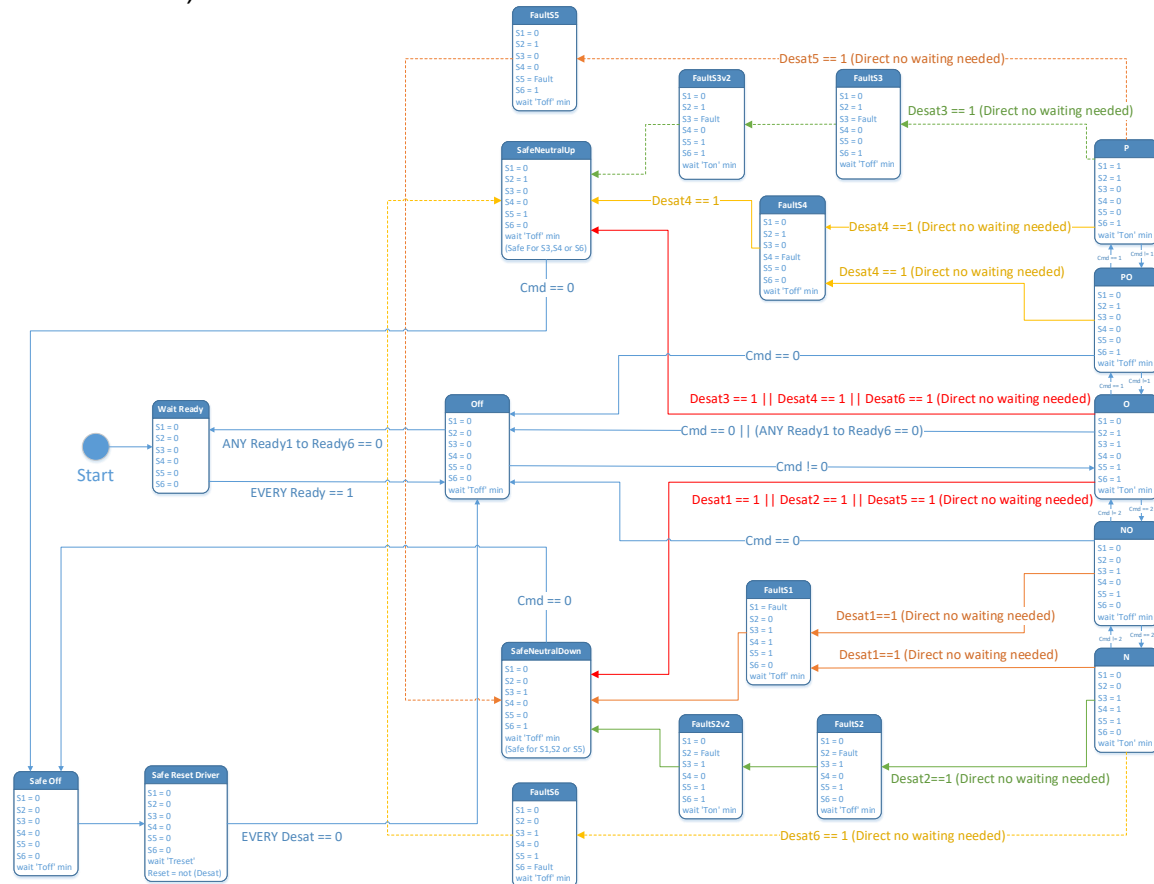 FaultS5
S1 = 0
S2 = 1
S3 = 0
S4 = 0
S5 = Fault
S6 = 1
wait 'Toff' min
Desat5 == 1 (Direct no waiting needed)
FaultS3v2
S1 = 0
S2 = 1
S3 = Fault
S4 = 0
S5 = 1
S6 = 1
wait 'Ton' min
FaultS3
S1 = 0
S2 = 1
S3 = Fault
S4 = 0
S5 = 0
S6 = 1
wait 'Toff' min
Desat3 == 1 (Direct no waiting needed)
P
S1 = 1
S2 = 1
S3 = 0
S4 = 0
S5 = 0
S6 = 1
wait 'Ton' min
SafeNeutralUp
S1 = 0
S2 = 1
S3 = 0
S4 = 0
S5 = 1
S6 = 0
wait 'Toff' min
(Safe For S3,S4 or S6)
Desat4 == 1
FaultS4
S1 = 0
S2 = 1
S3 = 0
S4 = Fault
S5 = 0
S6 = 0
wait 'Toff' min
Desat4 ==1 (Direct no waiting needed)
Desat4 == 1 (Direct no waiting needed)
Cmd == 1
Cmd != 1
PO
S1 = 0
S2 = 1
S3 = 0
S4 = 0
S5 = 0
S6 = 1
wait 'Toff' min
Cmd == 0
Cmd == 0
Cmd == 1
Cmd !=1
Start
Wait Ready
S1 = 0
S2 = 0
S3 = 0
S4 = 0
S5 = 0
S6 = 0
ANY Ready1 to Ready6 == 0
EVERY Ready == 1
Off
S1 = 0
S2 = 0
S3 = 0
S4 = 0
S5 = 0
S6 = 0
wait 'Toff' min
Desat3 == 1 || Desat4 == 1 || Desat6 == 1 (Direct no waiting needed)
Cmd == 0 || (ANY Ready1 to Ready6 == 0)
Cmd != 0
Desat1 == 1 || Desat2 == 1 || Desat5 == 1 (Direct no waiting needed)
O
S1 = 0
S2 = 1
S3 = 1
S4 = 0
S5 = 1
S6 = 1
wait 'Ton' min
Cmd != 2
Cmd == 2
Cmd == 0
NO
S1 = 0
S2 = 0
S3 = 1
S4 = 0
S5 = 1
S6 = 0
wait 'Toff' min
Cmd == 0
FaultS1
S1 = Fault
S2 = 0
S3 = 1
S4 = 1
S5 = 1
S6 = 0
wait 'Toff' min
Desat1==1 (Direct no waiting needed)
Desat1==1 (Direct no waiting needed)
Cmd != 2
Cmd == 2
N
S1 = 0
S2 = 0
S3 = 1
S4 = 1
S5 = 1
S6 = 0
wait 'Ton' min
SafeNeutralDown
S1 = 0
S2 = 0
S3 = 1
S4 = 0
S5 = 0
S6 = 1
wait 'Toff' min
(Safe for S1,S2 or S5)
FaultS2v2
S1 = 0
S2 = Fault
S3 = 1
S4 = 0
S5 = 1
S6 = 1
wait 'Ton' min
FaultS2
S1 = 0
S2 = Fault
S3 = 1
S4 = 0
S5 = 1
S6 = 0
wait 'Toff' min
Desat2==1 (Direct no waiting needed)
Safe Off
S1 = 0
S2 = 0
S3 = 0
S4 = 0
S5 = 0
S6 = 0
wait 'Toff' min
Safe Reset Driver
S1 = 0
S2 = 0
S3 = 0
S4 = 0
S5 = 0
S6 = 0
wait 'Treset'
Reset = not (Desat)
EVERY Desat == 0
FaultS6
S1 = 0
S2 = 0
S3 = 1
S4 = 0
S5 = 1
S6 = Fault
wait 'Toff' min
Desat6 == 1 (Direct no waiting needed)